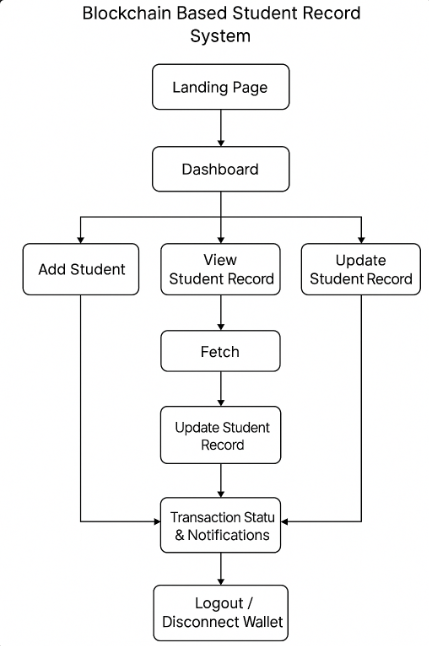 Blockchain Based Student Record
System
Landing Page
Dashboard
Add Student
View
Student Record
Update
Student Record
Fetch
Update Student
Record
Transaction Statu
& Notifications
Logout /
Disconnect Wallet